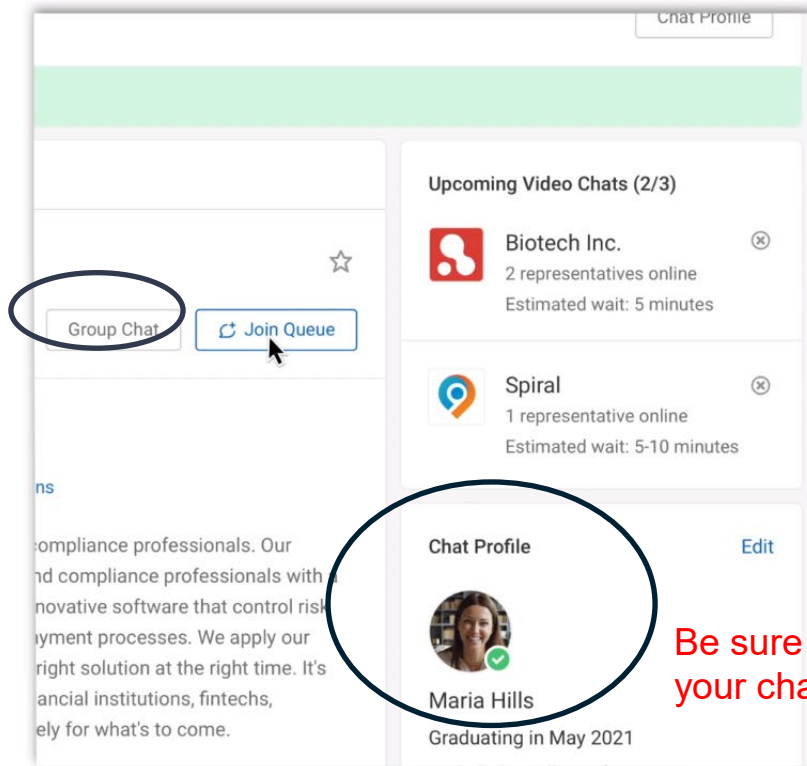 Chat Profile
Upcoming Video Chats (2/3)
Biotech Inc.
2 representatives online
Estimated wait: 5 minutes
Group Chat
Join Queue
Spiral
1 representative online
Estimated wait: 5-10 minutes
ns
compliance professionals. Our
nd compliance professionals with a
novative software that control risk
yment processes. We apply our
right solution at the right time. It's
ancial institutions, fintechs,
ely for what's to come.
Chat Profile
Edit
Maria Hills
Graduating in May 2021
Be sure
your cha